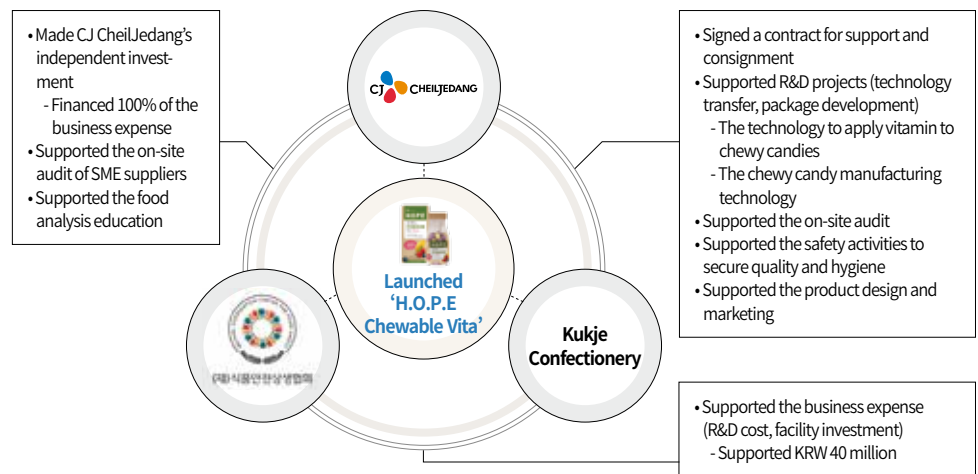 • Made CJ CheilJedang's
independent invest-
ment
- Financed 100% of the
business expense
• Supported the on-site
audit of SME suppliers
• Supported the food
analysis education
CJ CHEILJEDANG
• Signed a contract for support and
consignment
• Supported R&D projects (technology
transfer, package development)
- The technology to apply vitamin to
chewy candies
- The chewy candy manufacturing
technology
• Supported the on-site audit
• Supported the safety activities to
secure quality and hygiene
• Supported the product design and
marketing
H.O.P.E
Launched
‘H.O.P.E
Chewable Vita’
(재)식품안전상생협회
Kukje
Confectionery
• Supported the business expense
(R&D cost, facility investment)
- Supported KRW 40 million